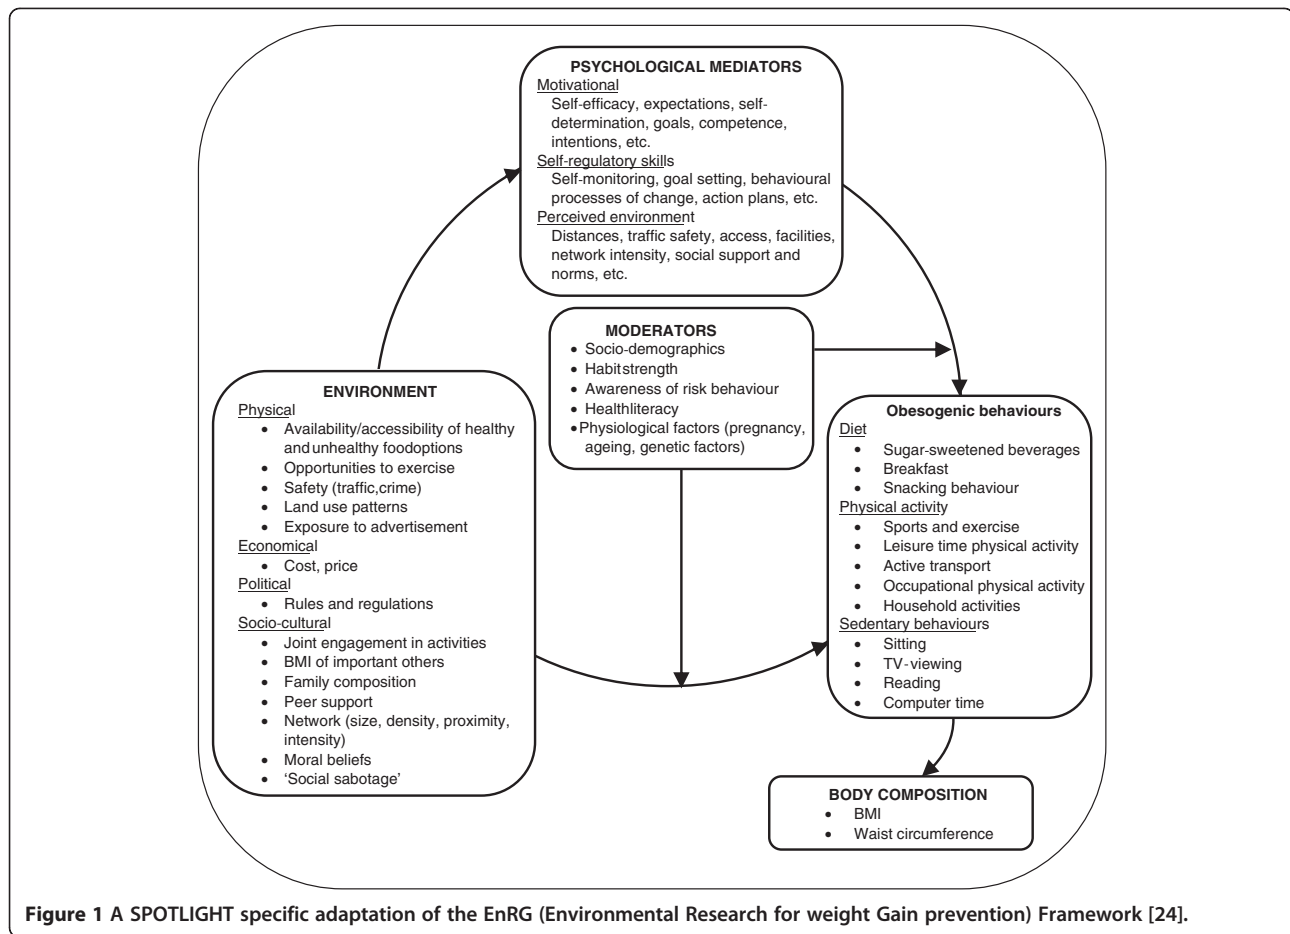 PSYCHOLOGICAL MEDIATORS
Motivational
Self-efficacy, expectations, self-
determination, goals, competence,
intentions, etc.
Self-regulatory skills
Self-monitoring, goal setting, behavioural
processes of change, action plans, etc.
Perceived environment
Distances, traffic safety, access, facilities,
network intensity, social support and
norms, etc.
MODERATORS
• Socio-demographics
• Habitstrength
• Awareness of risk behaviour
• Healthliteracy
• Physiological factors (pregnancy,
ageing, genetic factors)
ENVIRONMENT
Physical
• Availability/accessibility of healthy
and unhealthy foodoptions
• Opportunities to exercise
• Safety (traffic,crime)
• Land use patterns
• Exposure to advertisement
Economical
• Cost, price
Political
• Rules and regulations
Socio-cultural
• Joint engagement in activities
• BMI of important others
• Family composition
• Peer support
• Network (size, density, proximity,
intensity)
• Moral beliefs
• 'Social sabotage'
Obesogenic behaviours
Diet
• Sugar-sweetened beverages
• Breakfast
• Snacking behaviour
Physical activity
• Sports and exercise
• Leisure time physical activity
• Active transport
• Occupational physical activity
• Household activities
Sedentary behaviours
• Sitting
• TV-viewing
• Reading
• Computer time
BODY COMPOSITION
• BMI
• Waist circumference
Figure 1 A SPOTLIGHT specific adaptation of the EnRG (Environmental Research for weight Gain prevention) Framework [24].